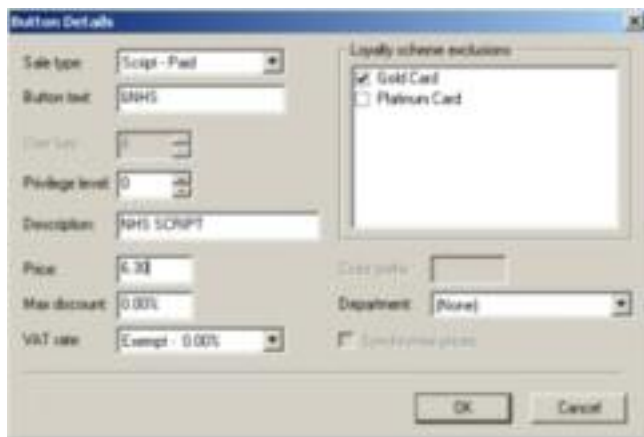 Button Details
Sale type: Script - Paid
Button text: &NHS
Privilege level: 0
Description: NHS SCRIPT
Price: 6.30
Max discount: 0.00%
VAT rate: Exempt - 0.00%
Loyalty scheme exclusions
Gold Card
Platinum Card
Department: (None)
Synchronise prices
OK
Cancel